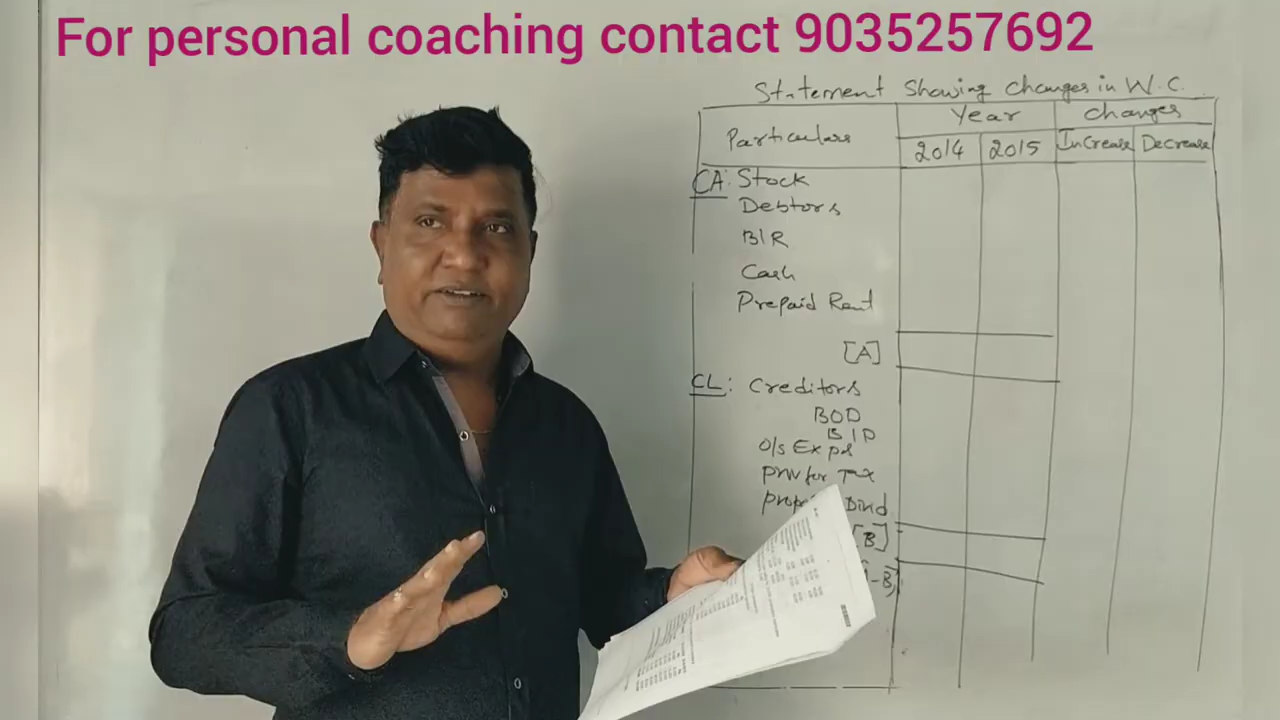 For personal coaching contact 9035257692
Statement Showing Changes in W.C.
Particulars Year Changes
2014 2015 Increase Decrease
CA: Stock
Debtors
B/R
Cash
Prepaid Rent
[A]
CL: Creditors
BOD
B/P
O/s Exps
Prov for Tax
[B]